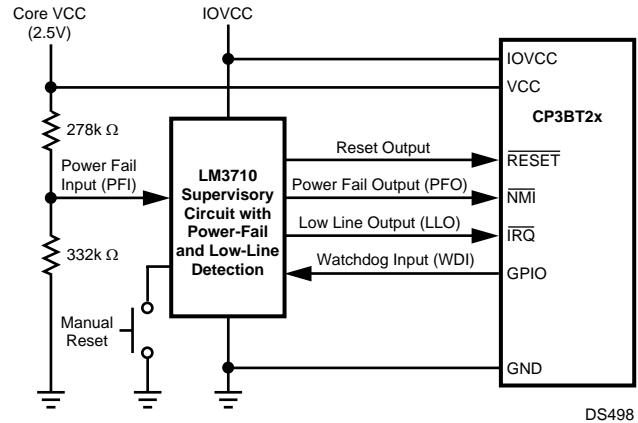 Core VCC
(2.5V)
IOVCC
IOVCC
VCC
CP3BT2x
278k Ω
Power Fail
Input (PFI)
332k Ω
LM3710
Supervisory
Circuit with
Power-Fail
and Low-Line
Detection
Reset Output
RESET
Power Fail Output (PFO)
NMI
Low Line Output (LLO)
IRQ
Watchdog Input (WDI)
GPIO
Manual
Reset
GND
DS498